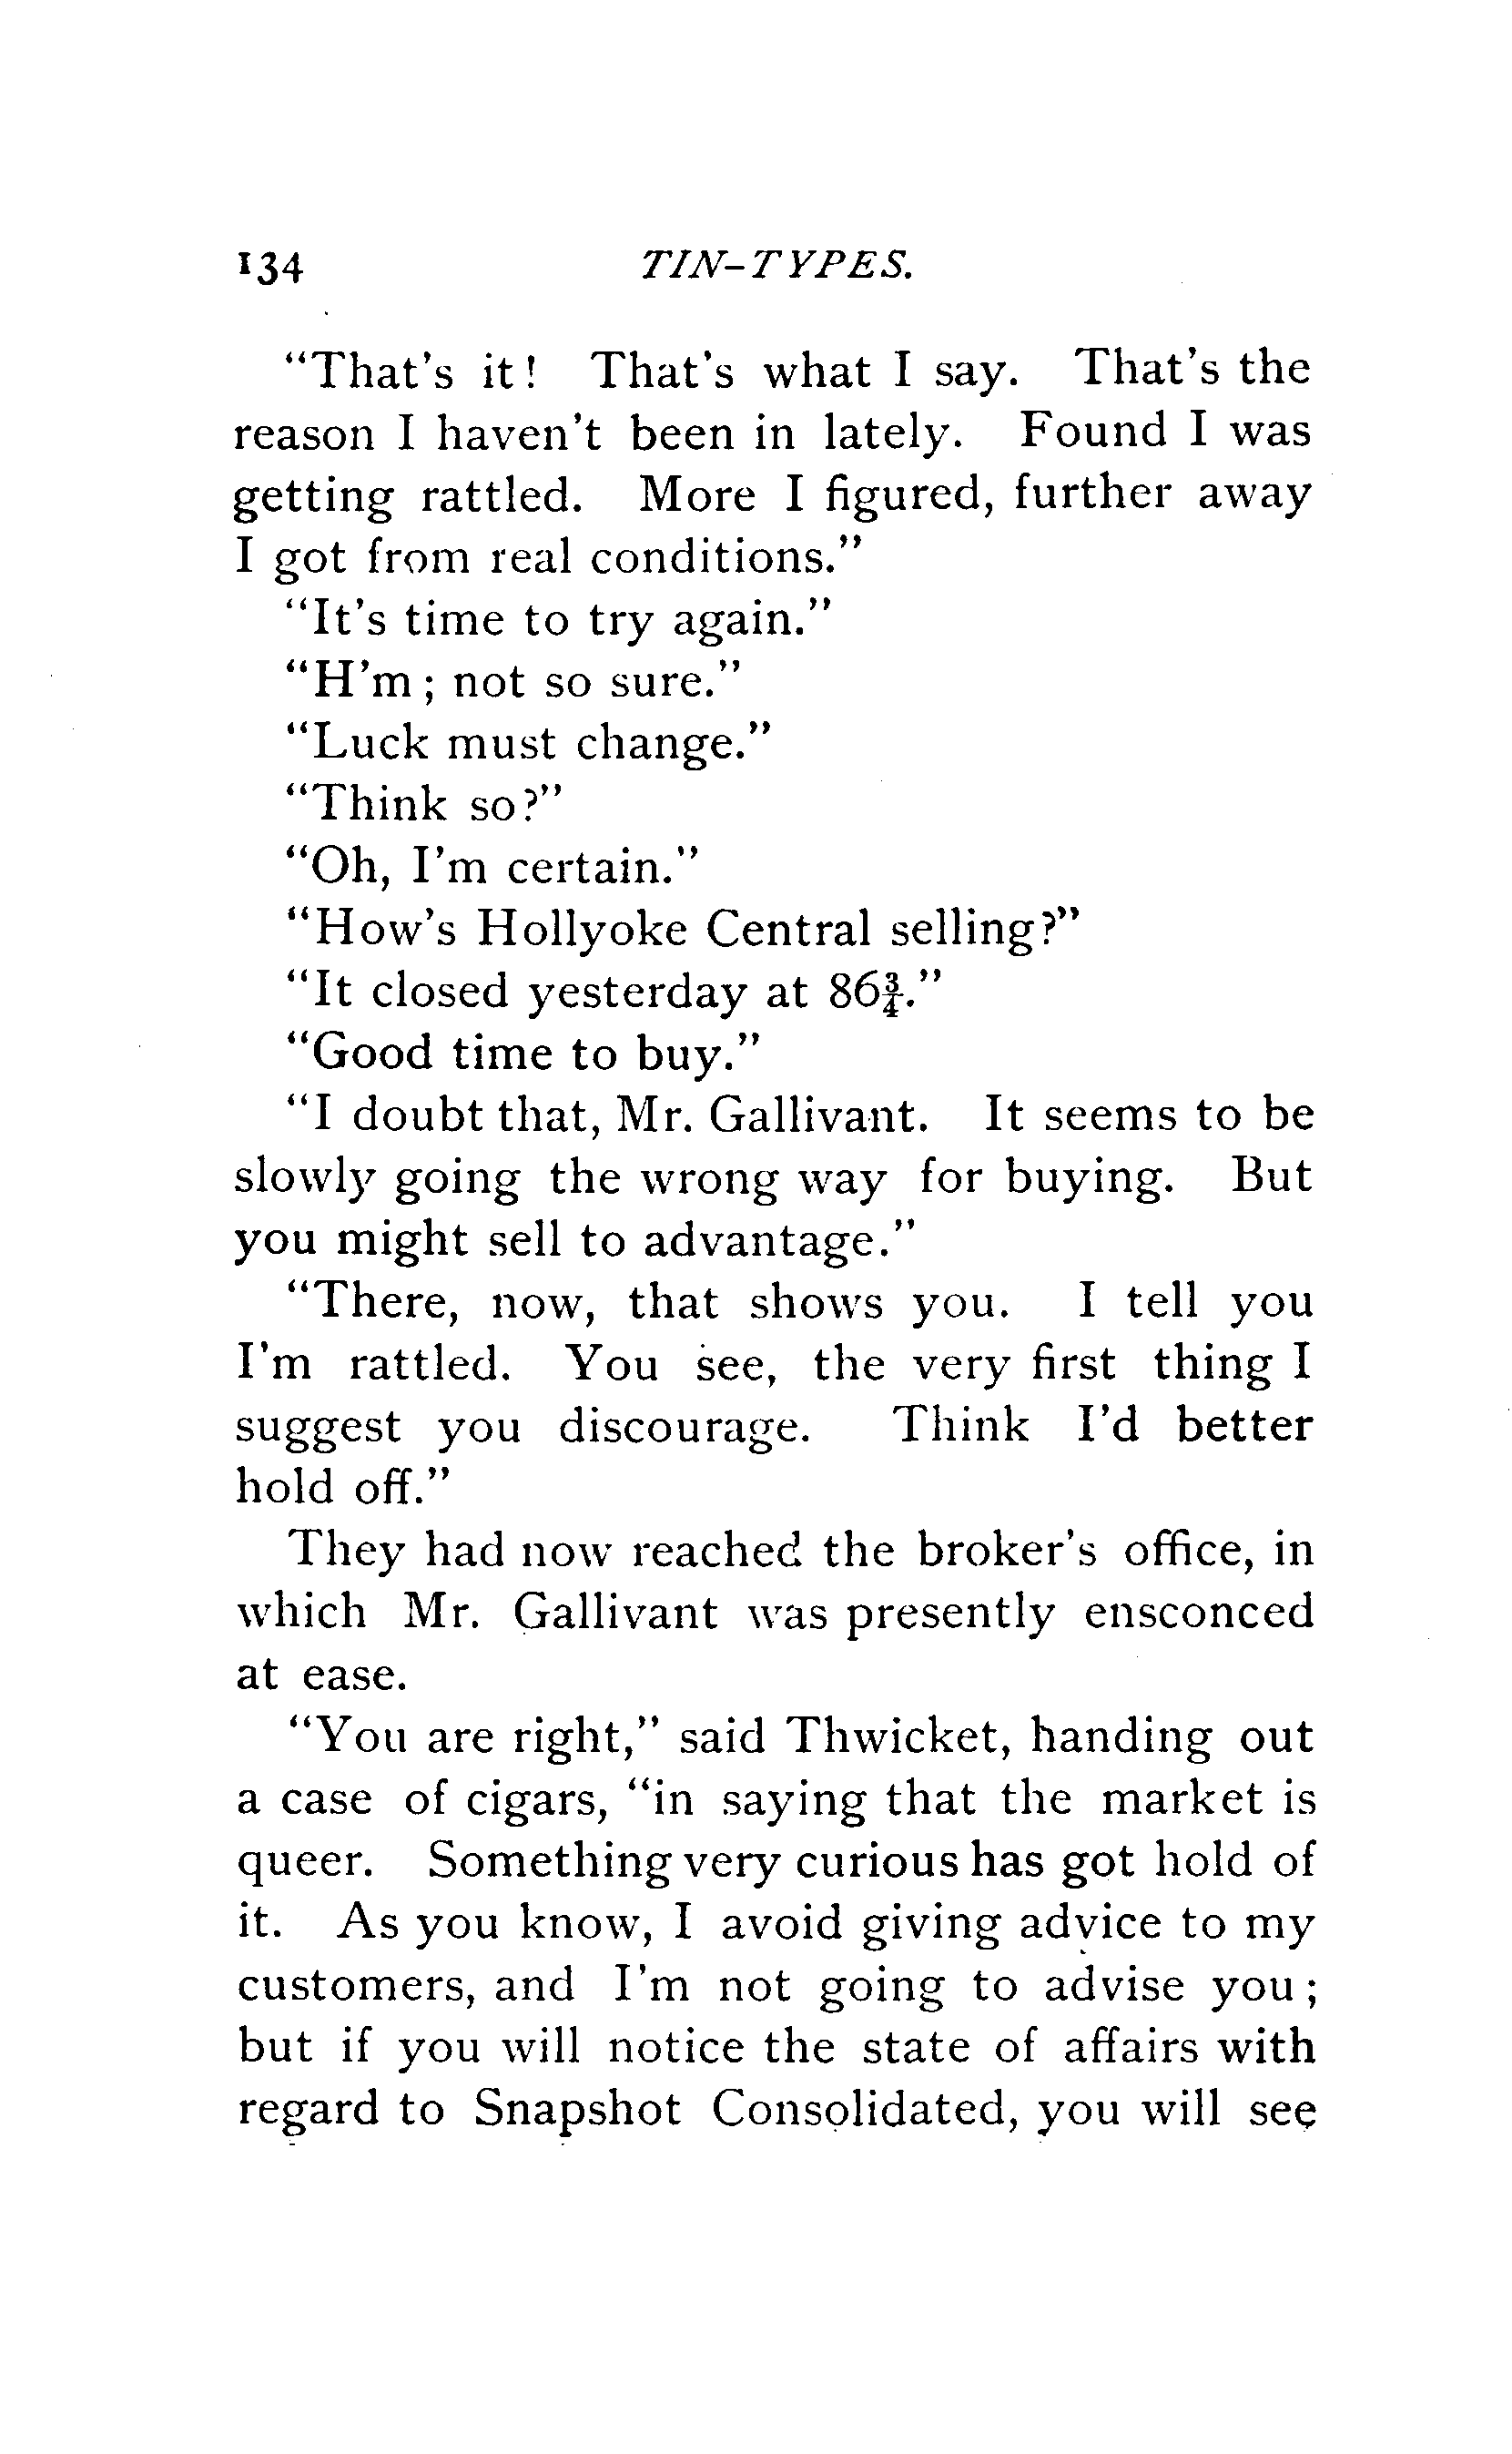 134 TIN-TYPES.
"That's it! That's what I say. That's the
reason I haven't been in lately. Found I was
getting rattled. More I figured, further away
I got from real conditions."
"It's time to try again."
"H'm; not so sure."
"Luck must change."
"Think so?"
"Oh, I'm certain."
"How's Hollyoke Central selling?"
"It closed yesterday at 86¾."
"Good time to buy."
"I doubt that, Mr. Gallivant. It seems to be
slowly going the wrong way for buying. But
you might sell to advantage."
"There, now, that shows you. I tell you
I'm rattled. You see, the very first thing I
suggest you discourage. Think I'd better
hold off."
They had now reached the broker's office, in
which Mr. Gallivant was presently ensconced
at ease.
"You are right," said Thwicket, handing out
a case of cigars, "in saying that the market is
queer. Something very curious has got hold of
it. As you know, I avoid giving advice to my
customers, and I'm not going to advise you;
but if you will notice the state of affairs with
regard to Snapshot Consolidated, you will see